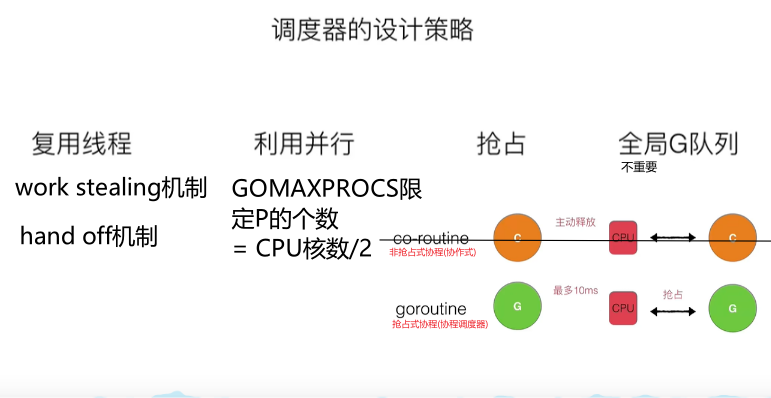 调度器的设计策略
复用线程
利用并行
抢占
全局G队列
不重要
work stealing机制
hand off机制
GOMAXPROCS限
定P的个数
= CPU核数/2
co-routine
非抢占式协程(协作式)
C
主动释放
CPU
C
goroutine
抢占式协程(协程调度器)
G
最多10ms
CPU
抢占
G